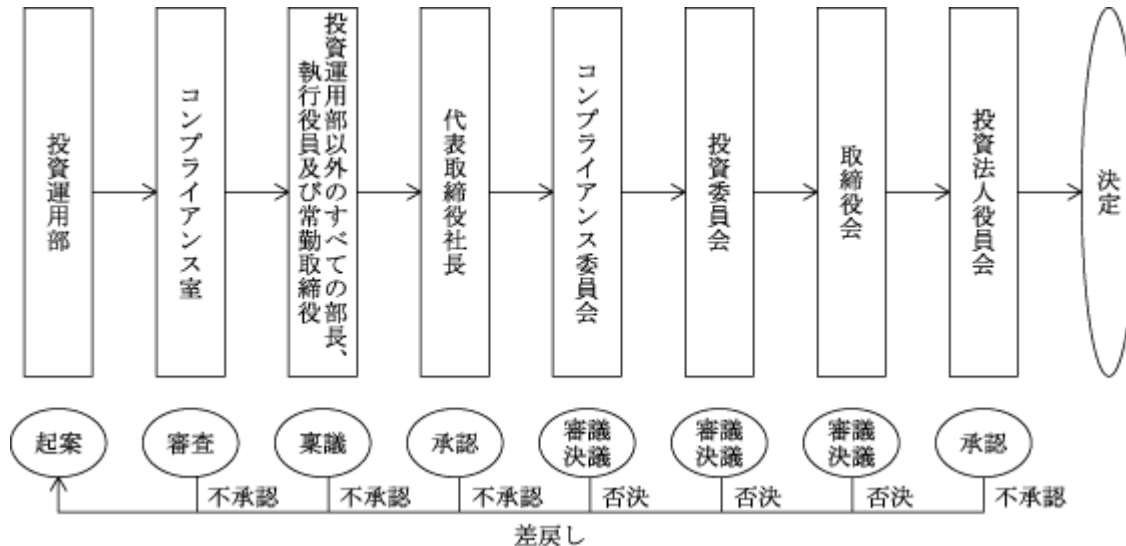 投資運用部
コンプライアンス室
投資運用部以外のすべての部長、
執行役員及び常勤取締役
代表取締役社長
コンプライアンス委員会
投資委員会
取締役会
投資法人役員会
決定
起案
審査
稟議
承認
審議
決議
審議
決議
審議
決議
承認
不承認
不承認
不承認
否決
否決
否決
不承認
差戻し